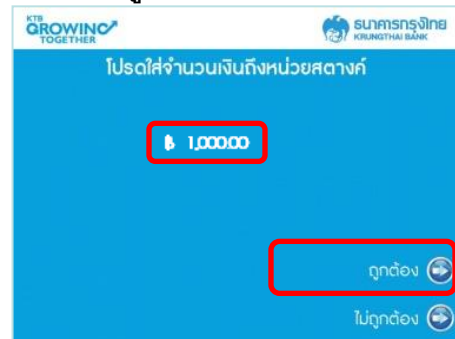 KTB
GROWING
TOGETHER
ธนาคารกรุงไทย
KRUNGTHAI BANK
โปรดใส่จำนวนเงินถึงหน่วยสตางค์
฿ 1,000.00
ถูกต้อง
ไม่ถูกต้อง